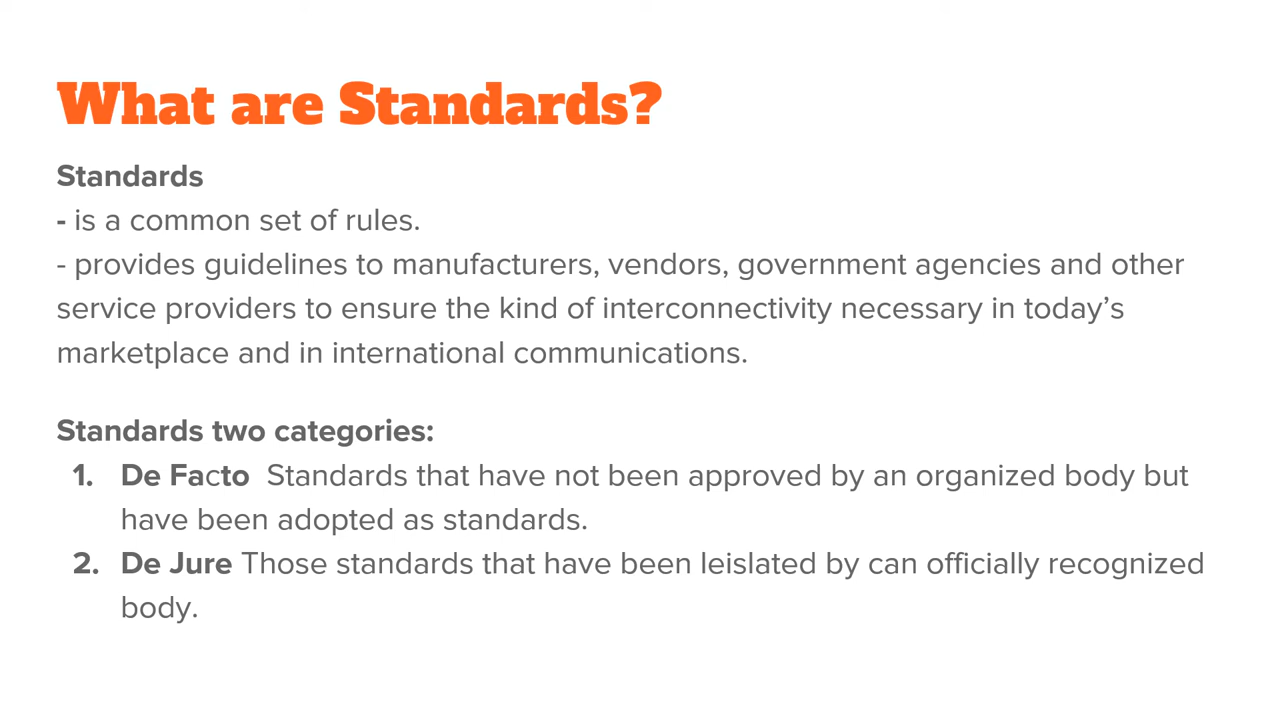 What are Standards?
Standards
- is a common set of rules.
- provides guidelines to manufacturers, vendors, government agencies and other
service providers to ensure the kind of interconnectivity necessary in today’s
marketplace and in international communications.
Standards two categories:
1. De Facto  Standards that have not been approved by an organized body but
have been adopted as standards.
2. De Jure Those standards that have been leislated by can officially recognized
body.